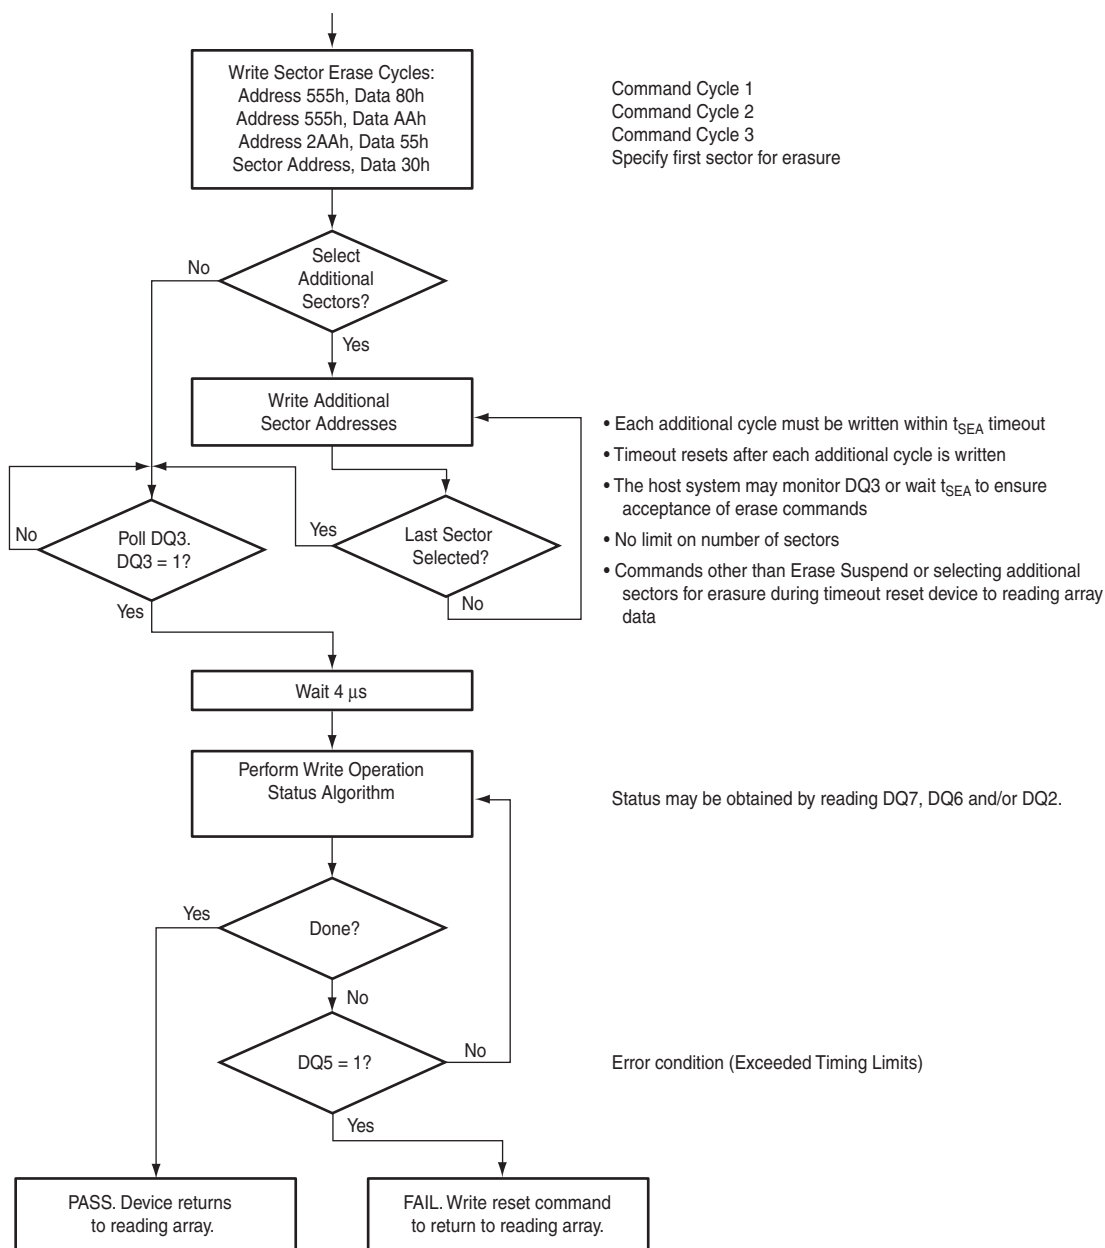 Write Sector Erase Cycles:
Address 555h, Data 80h
Address 555h, Data AAh
Address 2AAh, Data 55h
Sector Address, Data 30h
Command Cycle 1
Command Cycle 2
Command Cycle 3
Specify first sector for erasure
Select
Additional
Sectors?
No
Yes
Write Additional
Sector Addresses
• Each additional cycle must be written within tSEA timeout
• Timeout resets after each additional cycle is written
• The host system may monitor DQ3 or wait tSEA to ensure
acceptance of erase commands
• No limit on number of sectors
• Commands other than Erase Suspend or selecting additional
sectors for erasure during timeout reset device to reading array
data
No
Poll DQ3.
DQ3 = 1?
Yes
Yes
Last Sector
Selected?
No
Wait 4 μs
Perform Write Operation
Status Algorithm
Status may be obtained by reading DQ7, DQ6 and/or DQ2.
Yes
Done?
No
DQ5 = 1?
No
Error condition (Exceeded Timing Limits)
Yes
PASS. Device returns
to reading array.
FAIL. Write reset command
to return to reading array.